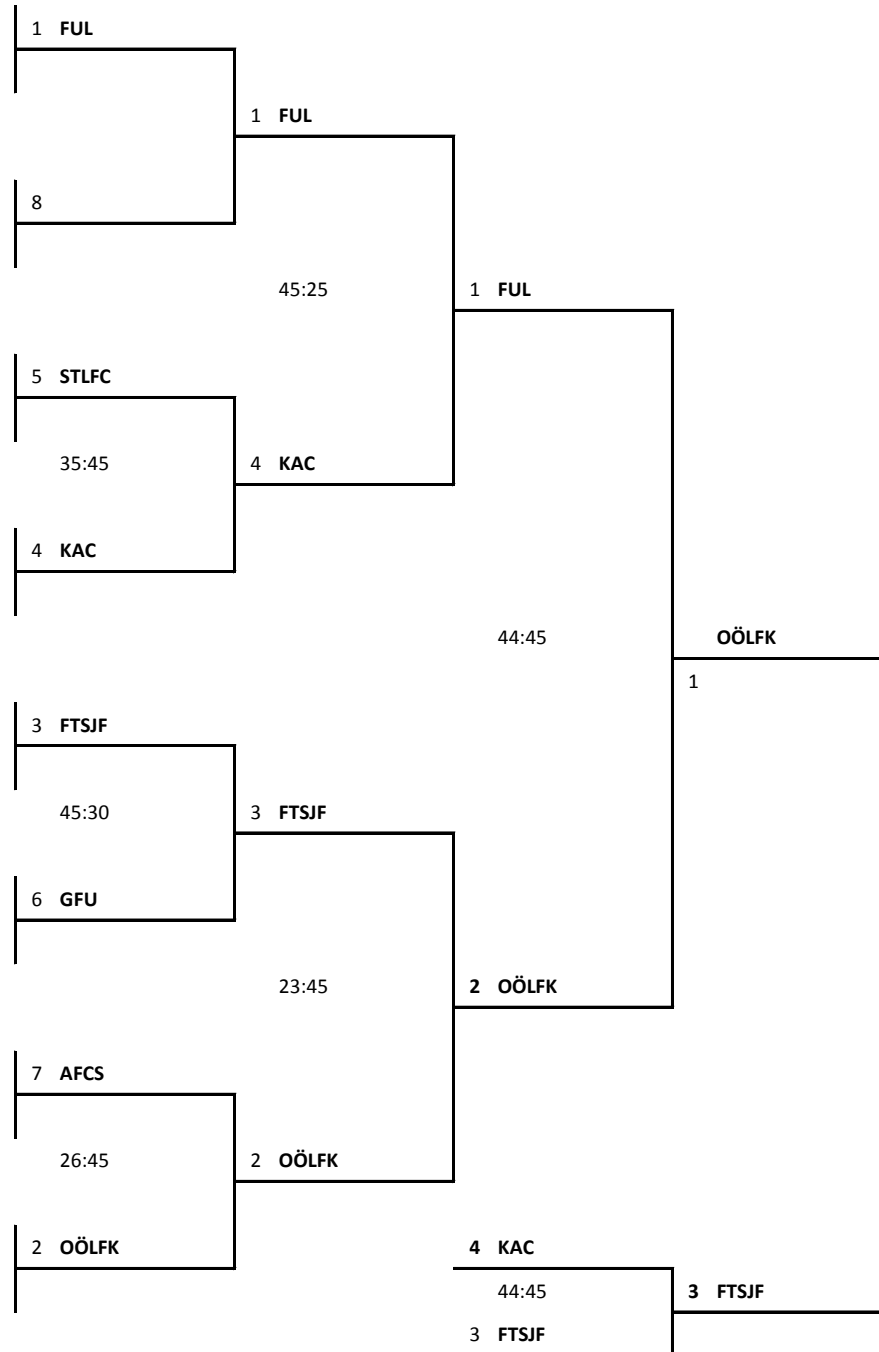 1 FUL
1 FUL
8
45:25
1 FUL
5 STLFC
35:45
4 KAC
4 KAC
44:45
OÖLFK
1
3 FTSJF
45:30
3 FTSJF
6 GFU
23:45
2 OÖLFK
7 AFCS
26:45
2 OÖLFK
2 OÖLFK
4 KAC
44:45
3 FTSJF
3 FTSJF